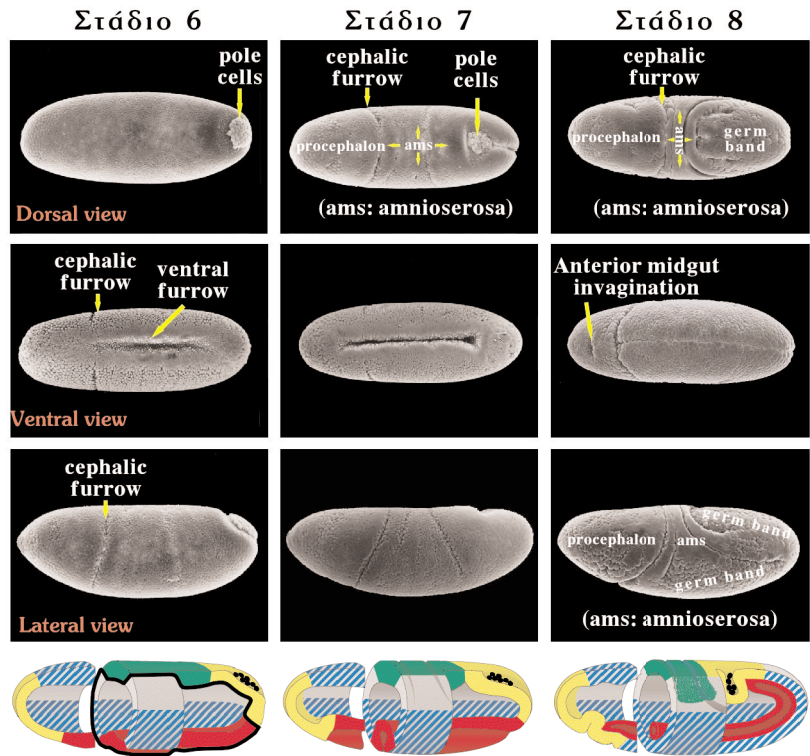 Στάδιο 6
Στάδιο 7
Στάδιο 8
pole
cells
Dorsal view
cephalic
furrow
pole
cells
procephalon
ams
(ams: amnioserosa)
cephalic
furrow
procephalon
ams
germ
band
(ams: amnioserosa)
cephalic
furrow
ventral
furrow
Ventral view
Anterior midgut
invagination
cephalic
furrow
Lateral view
procephalon
ams
germ band
germ band
(ams: amnioserosa)